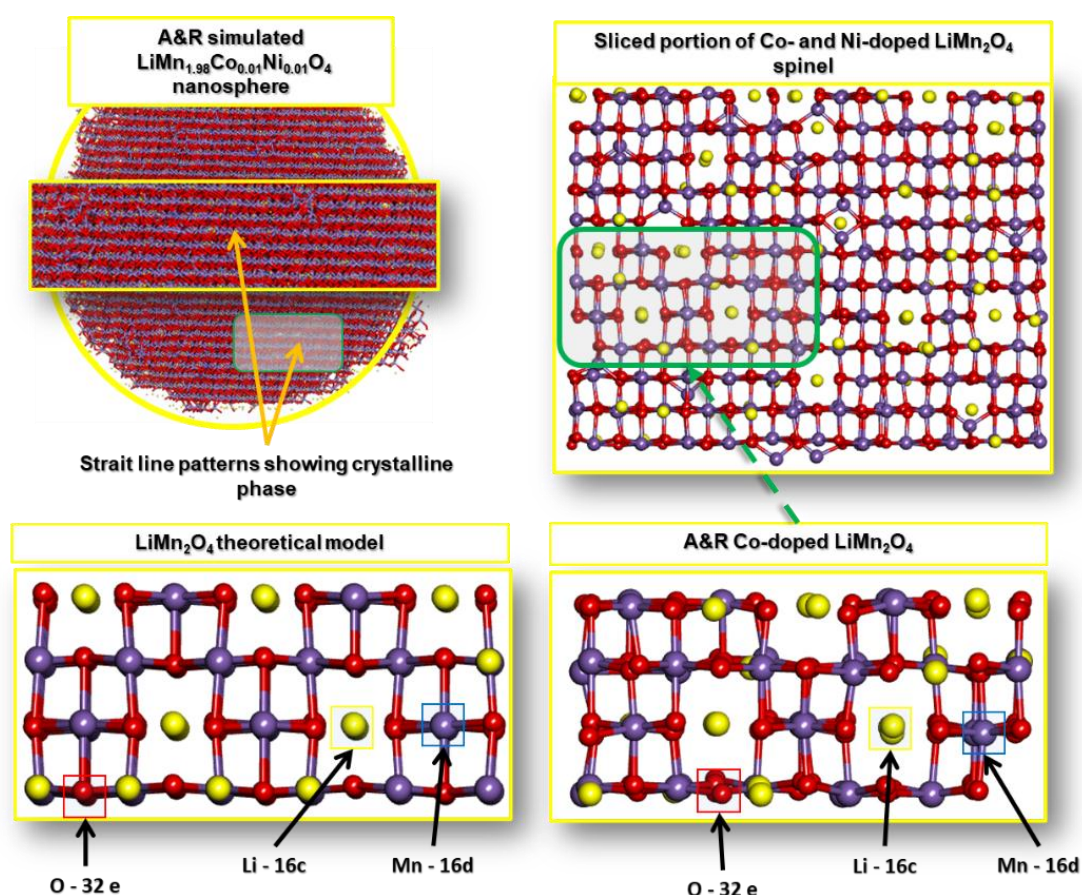 A&R simulated
LiMn₁.₉₈Co₀.₀₁Ni₀.₀₁O₄
nanosphere
Sliced portion of Co- and Ni-doped LiMn₂O₄
spinel
Strait line patterns showing crystalline
phase
LiMn₂O₄ theoretical model
A&R Co-doped LiMn₂O₄
Li - 16c
Mn - 16d
O - 32 e
Li - 16c
Mn - 16d
O - 32 e